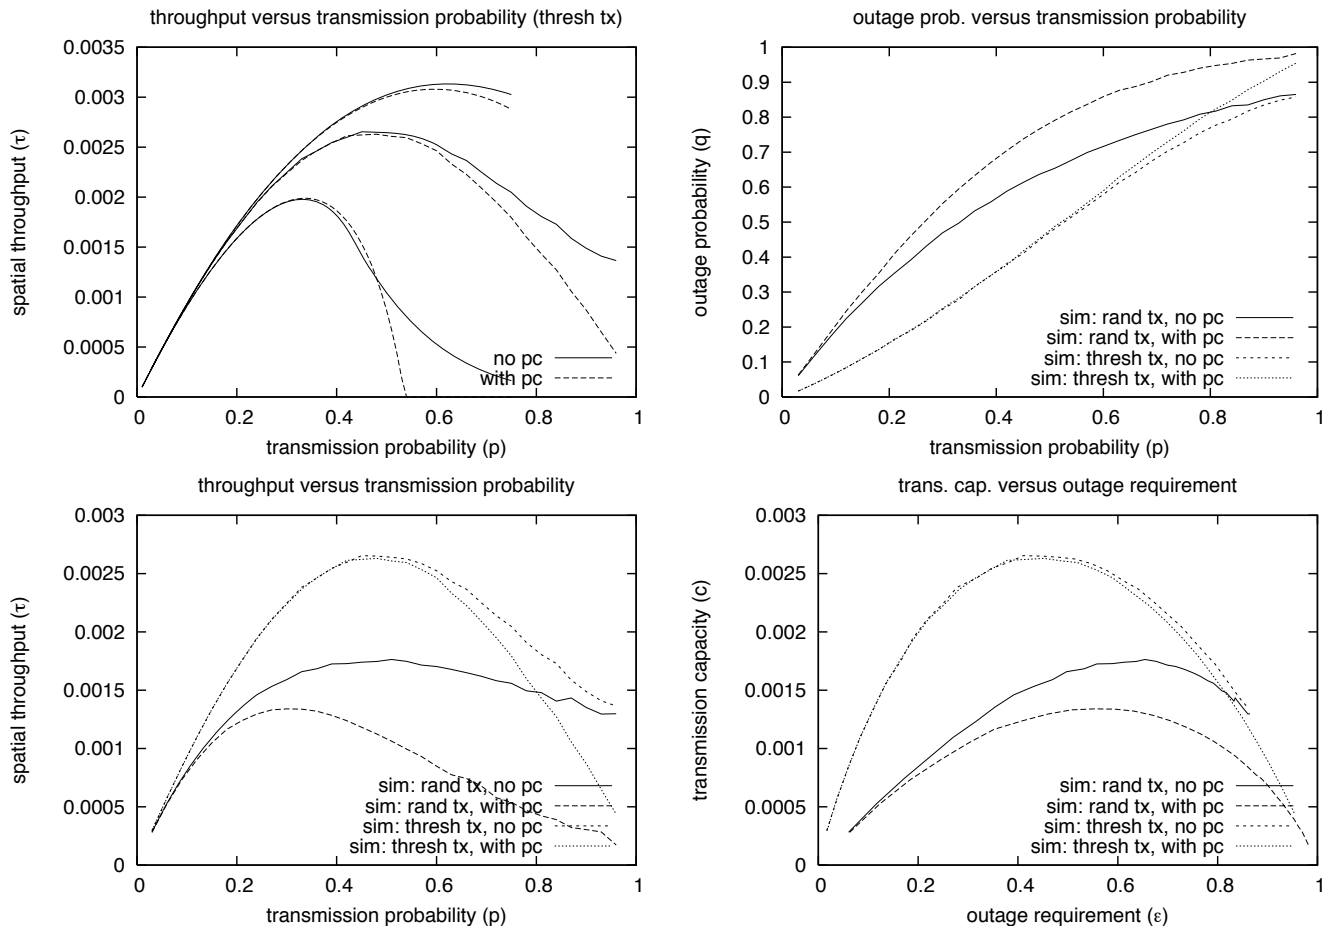 throughput versus transmission probability (thresh tx)
0.0035
0.003
0.0025
0.002
0.0015
0.001
0.0005
0
spatial throughput (τ)
no pc
with pc
0 0.2 0.4 0.6 0.8 1
transmission probability (p)
outage prob. versus transmission probability
1
0.9
0.8
0.7
0.6
0.5
0.4
0.3
0.2
0.1
0
outage probability (q)
sim: rand tx, no pc
sim: rand tx, with pc
sim: thresh tx, no pc
sim: thresh tx, with pc
0 0.2 0.4 0.6 0.8 1
transmission probability (p)
throughput versus transmission probability
0.003
0.0025
0.002
0.0015
0.001
0.0005
0
spatial throughput (τ)
sim: rand tx, no pc
sim: rand tx, with pc
sim: thresh tx, no pc
sim: thresh tx, with pc
0 0.2 0.4 0.6 0.8 1
transmission probability (p)
trans. cap. versus outage requirement
0.003
0.0025
0.002
0.0015
0.001
0.0005
0
transmission capacity (c)
sim: rand tx, no pc
sim: rand tx, with pc
sim: thresh tx, no pc
sim: thresh tx, with pc
0 0.2 0.4 0.6 0.8 1
outage requirement (ε)